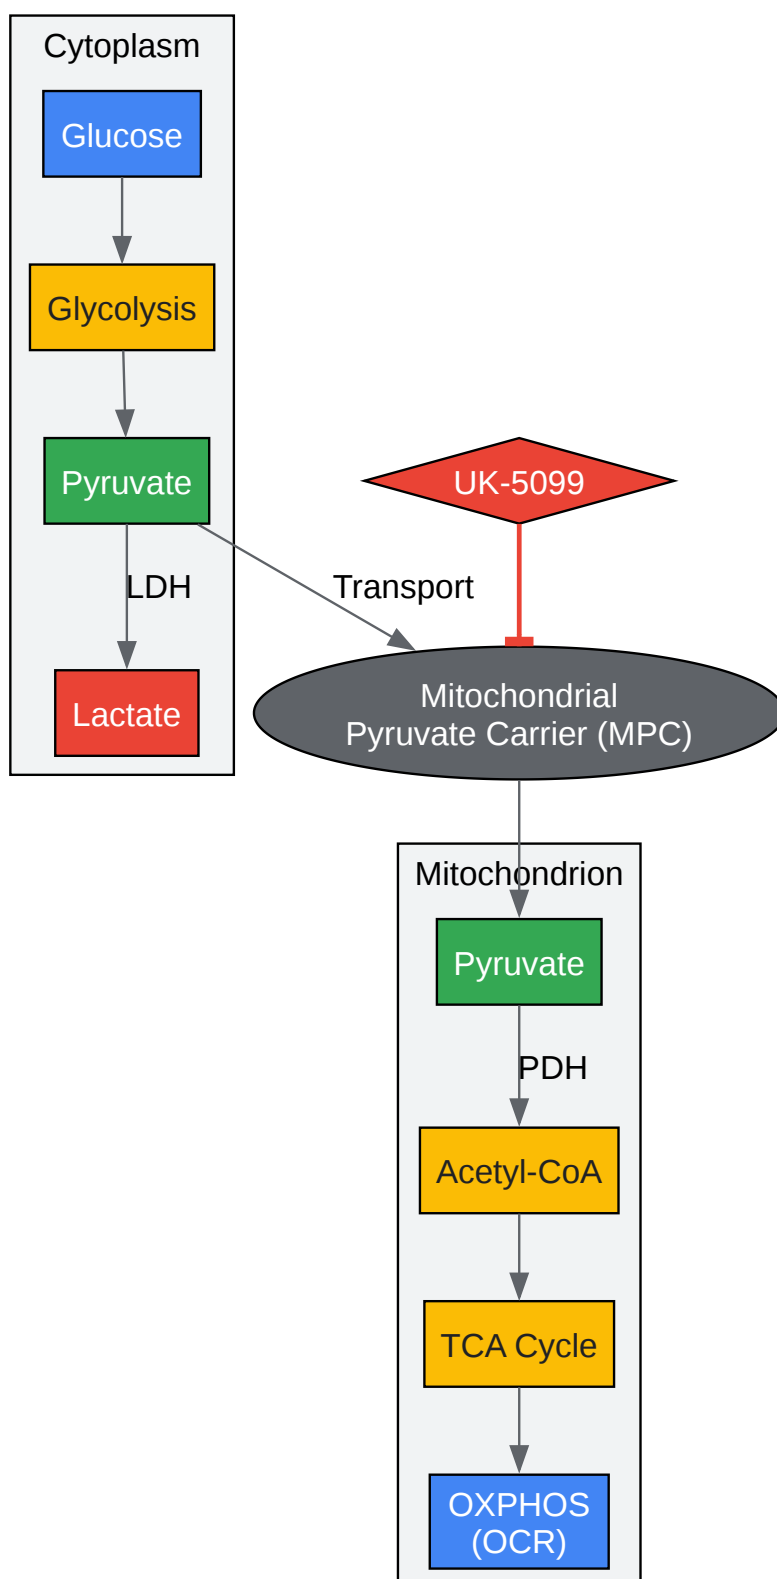 Cytoplasm
Glucose
Glycolysis
Pyruvate
LDH
Lactate
UK-5099
Transport
Mitochondrial
Pyruvate Carrier (MPC)
Mitochondrion
Pyruvate
PDH
Acetyl-CoA
TCA Cycle
OXPHOS
(OCR)